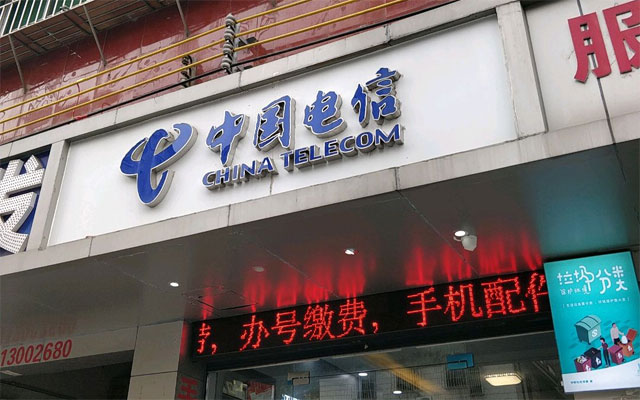 中国电信
CHINA TELECOM
发
服
，办号缴费，手机配件
垃圾分类
13002680